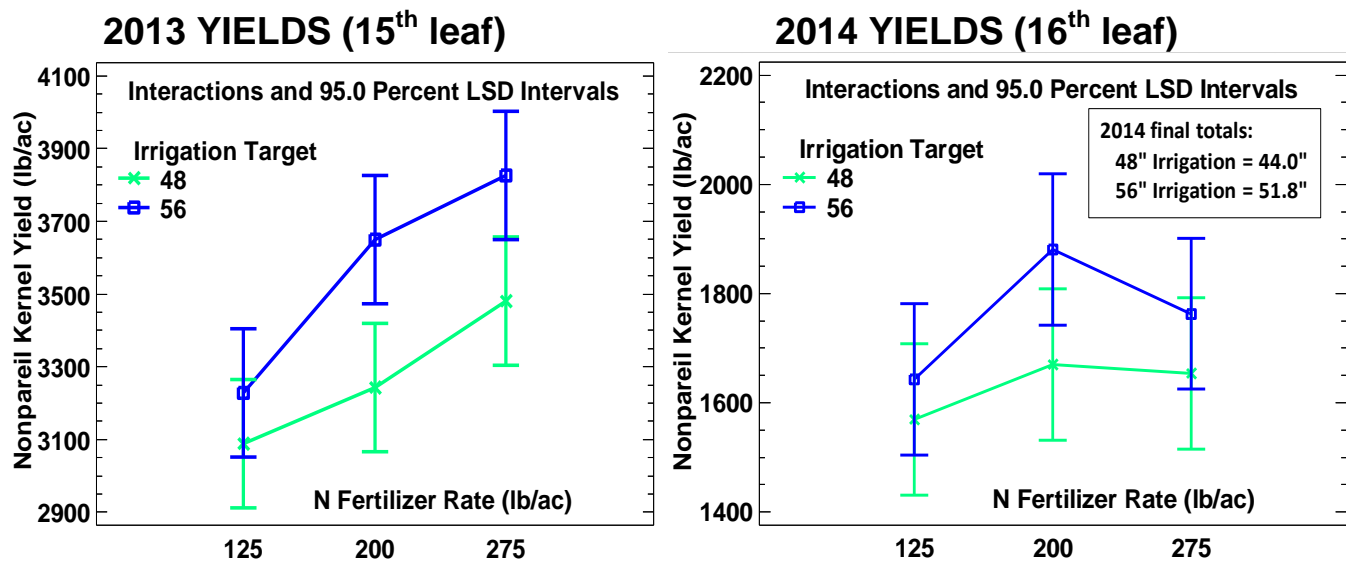 2013 YIELDS (15th leaf)
Nonpareil Kernel Yield (lb/ac)
4100
3900
3700
3500
3300
3100
2900
Interactions and 95.0 Percent LSD Intervals
Irrigation Target
48
56
N Fertilizer Rate (lb/ac)
125 200 275
2014 YIELDS (16th leaf)
Nonpareil Kernel Yield (lb/ac)
2200
2000
1800
1600
1400
Interactions and 95.0 Percent LSD Intervals
2014 final totals:
48" Irrigation = 44.0"
56" Irrigation = 51.8"
Irrigation Target
48
56
N Fertilizer Rate (lb/ac)
125 200 275